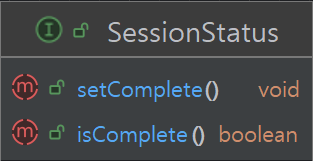 I SessionStatus
m setComplete() void
m isComplete() boolean